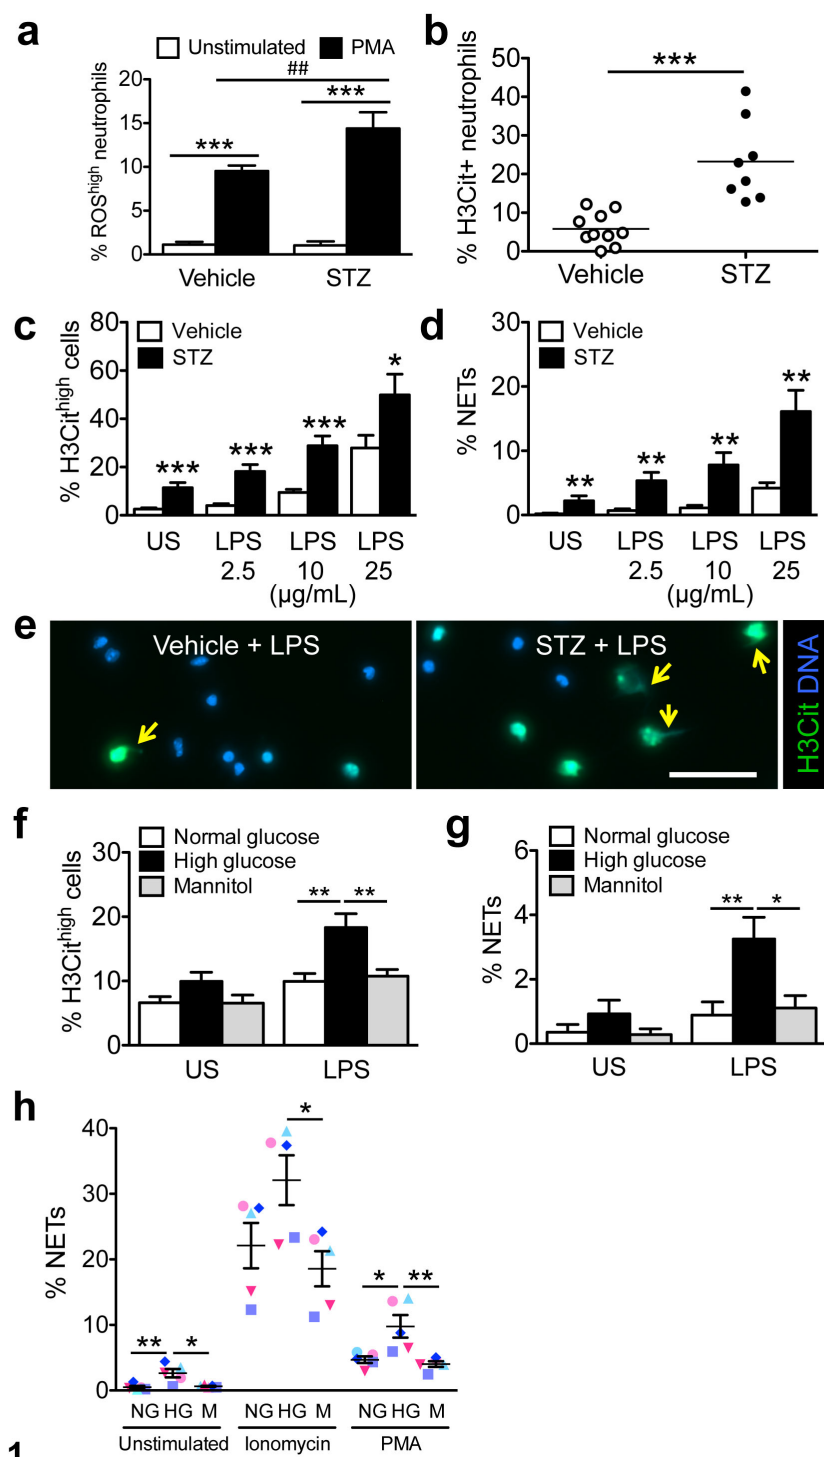 a
Unstimulated PMA
##
***
***
% ROShigh neutrophils
20
15
10
5
0
Vehicle STZ
b
***
% H3Cit+ neutrophils
50
40
30
20
10
0
Vehicle STZ
c
Vehicle
STZ
% H3Cithigh cells
80
60
40
20
0
***
***
***
*
US LPS LPS LPS
2.5 10 25
(µg/mL)
d
Vehicle
STZ
% NETs
30
20
10
0
**
**
**
**
US LPS LPS LPS
2.5 10 25
(µg/mL)
e
Vehicle + LPS
STZ + LPS
H3Cit DNA
f
Normal glucose
High glucose
Mannitol
% H3Cithigh cells
30
20
10
0
** **
US LPS
g
Normal glucose
High glucose
Mannitol
% NETs
6
4
2
0
** *
US LPS
h
% NETs
40
30
20
10
0
** *
*
* **
NG HG M NG HG M NG HG M
Unstimulated Ionomycin PMA
1